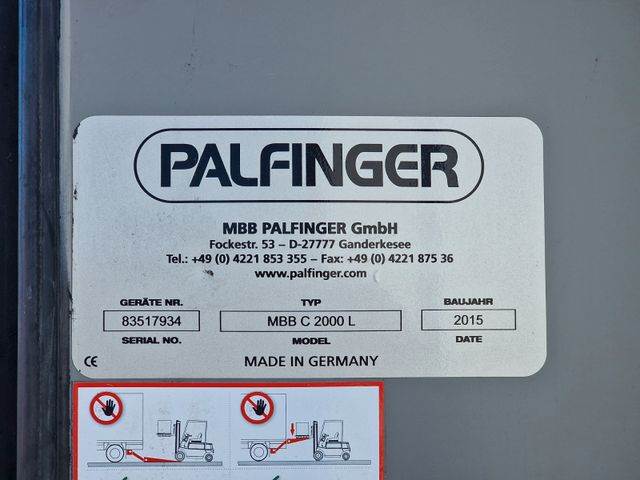 PALFINGER
MBB PALFINGER GmbH
Fockestr. 53 – D-27777 Ganderkesee
Tel.: +49 (0) 4221 853 355 – Fax: +49 (0) 4221 875 36
www.palfinger.com
GERÄTE NR. TYP BAUJAHR
83517934 MBB C 2000 L 2015
SERIAL NO. MODEL DATE
CE MADE IN GERMANY